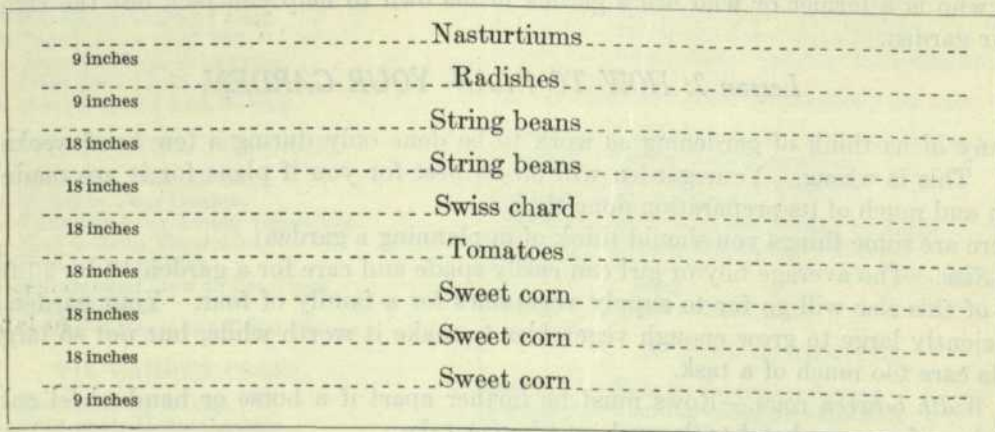 Nasturtiums
9 inches
Radishes
9 inches
String beans
18 inches
String beans
18 inches
Swiss chard
18 inches
Tomatoes
18 inches
Sweet corn
18 inches
Sweet corn
18 inches
Sweet corn
9 inches